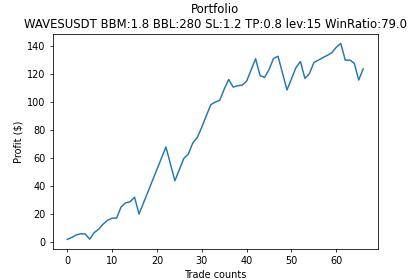 Portfolio
WAVESUSDT BBM:1.8 BBL:280 SL:1.2 TP:0.8 lev:15 WinRatio:79.0
140
120
100
80
60
40
20
0
Profit ($)
0 10 20 30 40 50 60
Trade counts